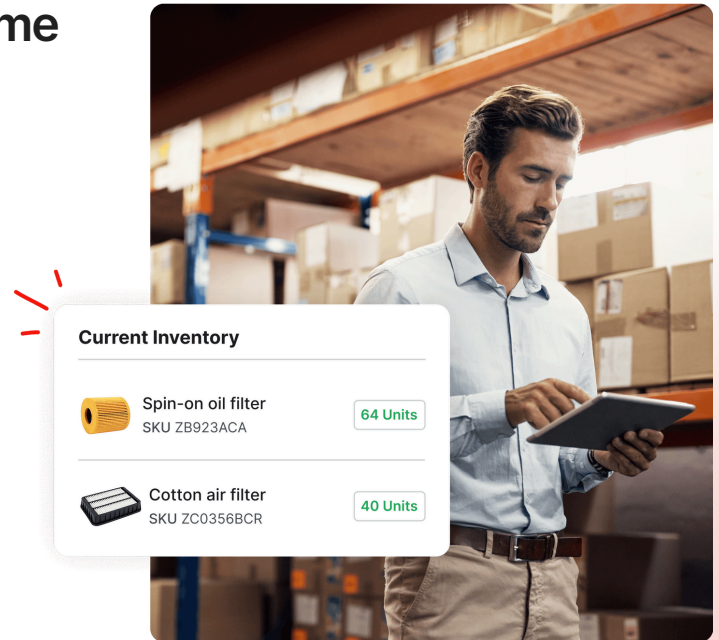 me
Current Inventory
Spin-on oil filter
SKU ZB923ACA
64 Units
Cotton air filter
SKU ZC0356BCR
40 Units